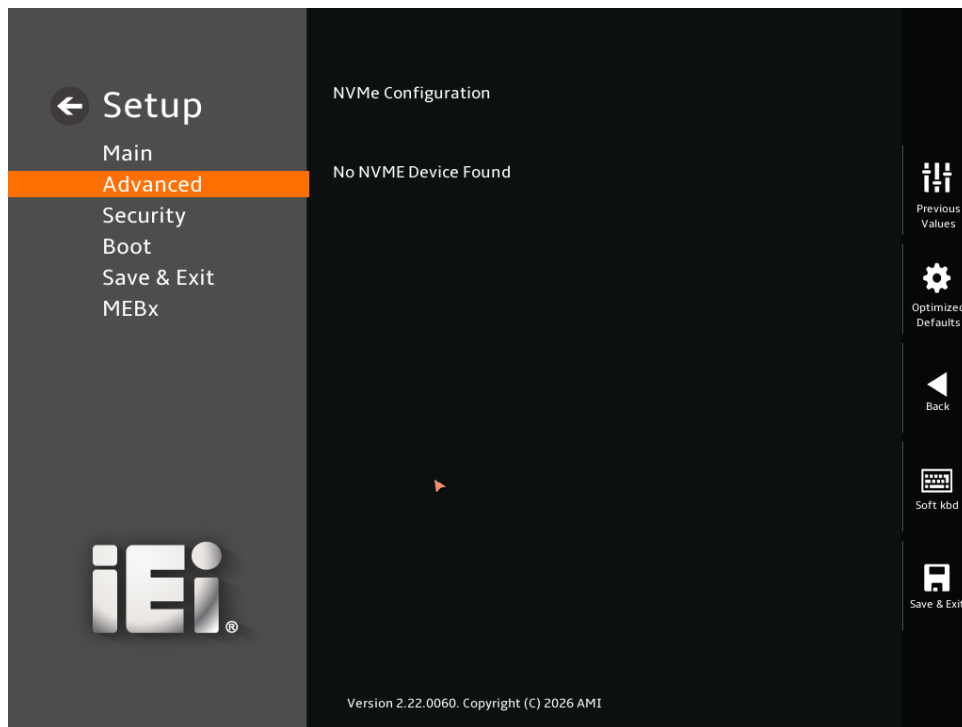 Setup
Main
Advanced
Security
Boot
Save & Exit
MEBx
iEi®
NVMe Configuration
No NVME Device Found
Version 2.22.0060. Copyright (C) 2026 AMI
Previous
Values
Optimized
Defaults
Back
Soft kbd
Save & Exit